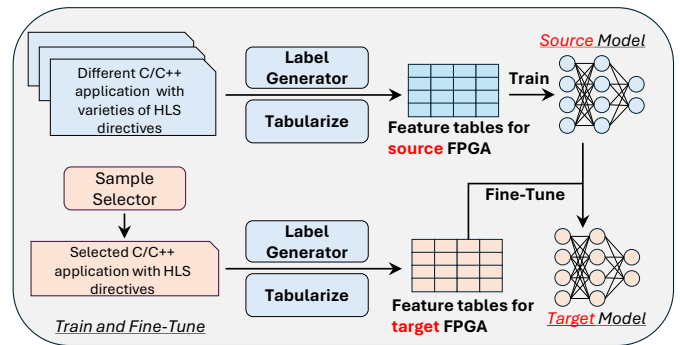 Different C/C++
application with
varieties of HLS
directives
Label
Generator
Tabularize
Feature tables for
source FPGA
Train
Source Model
Sample
Selector
Selected C/C++
application with HLS
directives
Label
Generator
Tabularize
Feature tables for
target FPGA
Fine-Tune
Target Model
Train and Fine-Tune